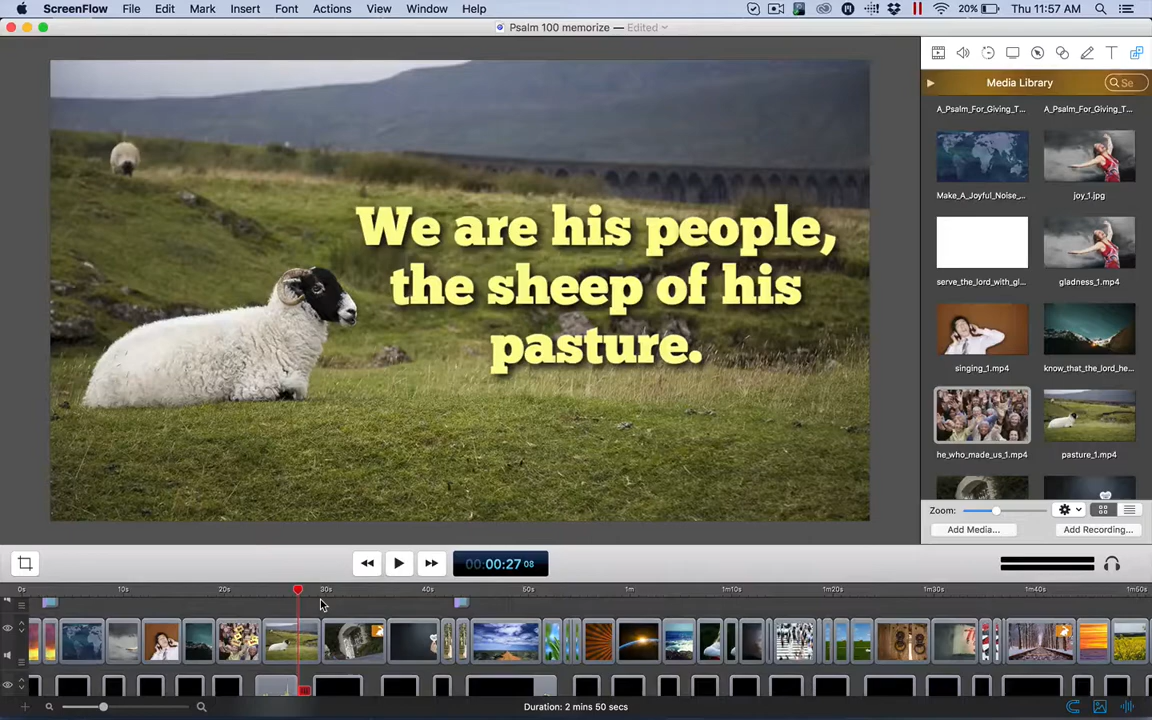 ScreenFlow File Edit Mark Insert Font Actions View Window Help 20% Thu 11:57 AM
Psalm 100 memorize — Edited
Media Library Se
A_Psalm_For_Giving_T... A_Psalm_For_Giving_T...
We are his people,
the sheep of his
pasture.
Make_A_Joyful_Noise_... joy_1.jpg
serve_the_lord_with_gl... gladness_1.mp4
singing_1.mp4 know_that_the_lord_he...
he_who_made_us_1.mp4 pasture_1.mp4
Zoom:
Add Media... Add Recording...
00:00:27 08
0s 10s 20s 30s 40s 50s 1m 1m10s 1m20s 1m30s 1m40s 1m50s
Duration: 2 mins 50 secs